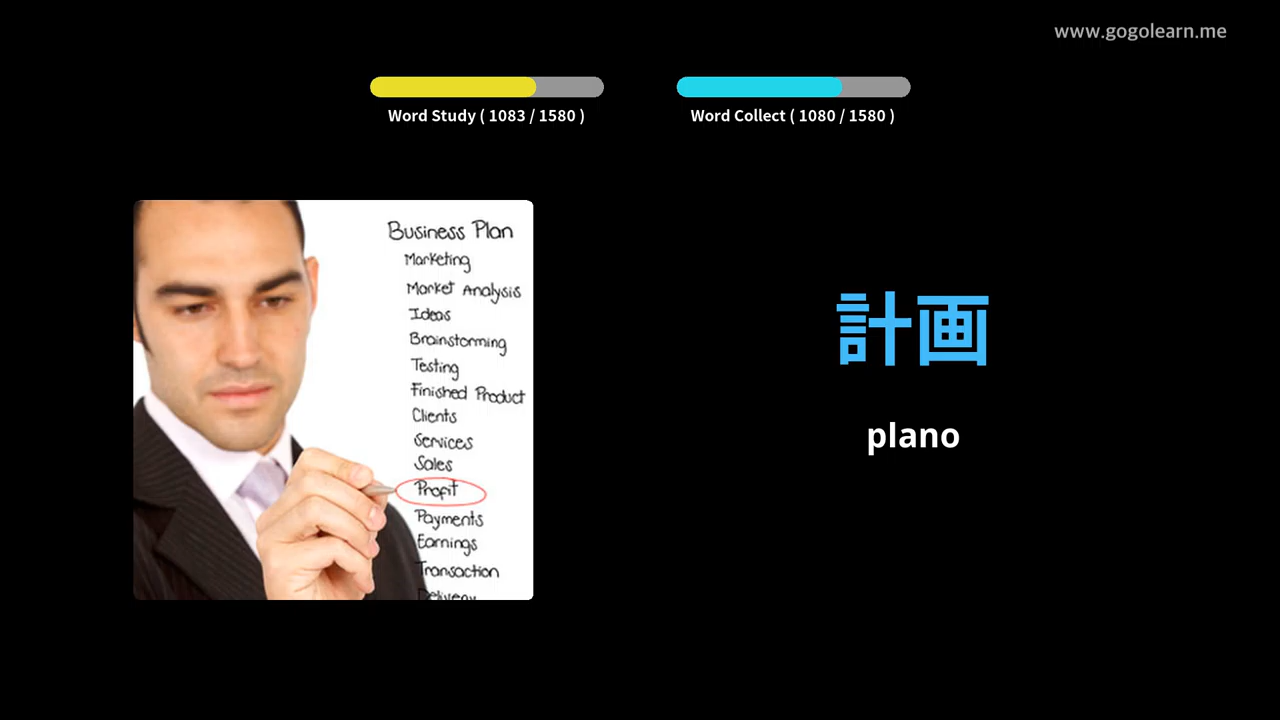 www.gogolearn.me
Word Study ( 1083 / 1580 )
Word Collect ( 1080 / 1580 )
Business Plan
Marketing
Market Analysis
Ideas
Brainstorming
Testing
Finished Product
Clients
Services
Sales
Profit
Payments
Earnings
Transaction
Delivery
計画
plano